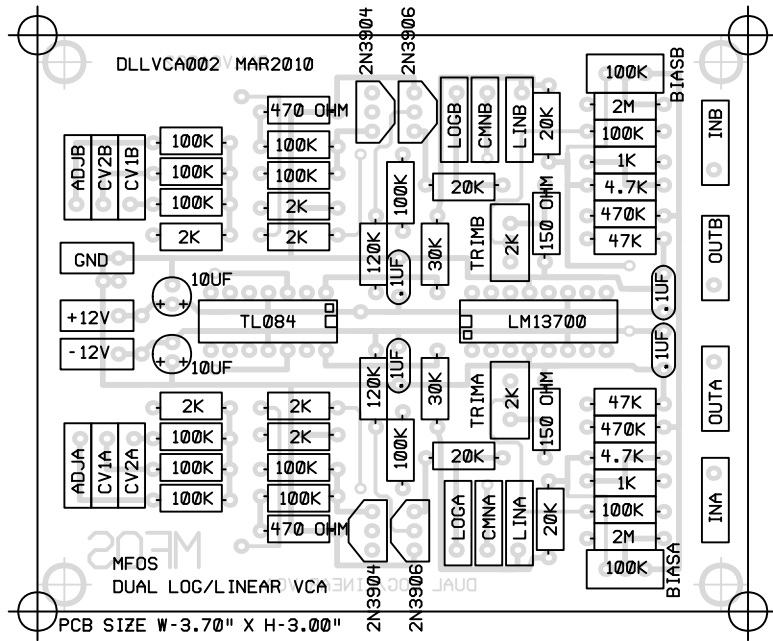 2N3904
2N3906
DLLVCA002 MAR2010
470 OHM
LOGB
CMNB
LINB
20K
100K
BIASB
2M
100K
1K
4.7K
470K
47K
INB
OUTB
ADJB
CV2B
CV1B
100K
100K
100K
2K
100K
100K
2K
2K
100K
20K
120K
.1UF
30K
TRIMB
2K
150 OHM
GND
+12V
-12V
10UF
++
TL084
LM13700
.1UF
.1UF
++
10UF
120K
.1UF
30K
100K
TRIMA
2K
150 OHM
20K
2K
100K
100K
100K
2K
2K
100K
100K
470 OHM
ADJA
CV1A
CV2A
47K
470K
4.7K
1K
100K
2M
100K
BIASA
OUTA
INA
LOGA
CMNA
LINA
20K
2N3904
2N3906
MFOS
MFOS
DUAL LOG/LINEAR VCA
DUAL LOG/LINEAR VCA
PCB SIZE W-3.70" X H-3.00"